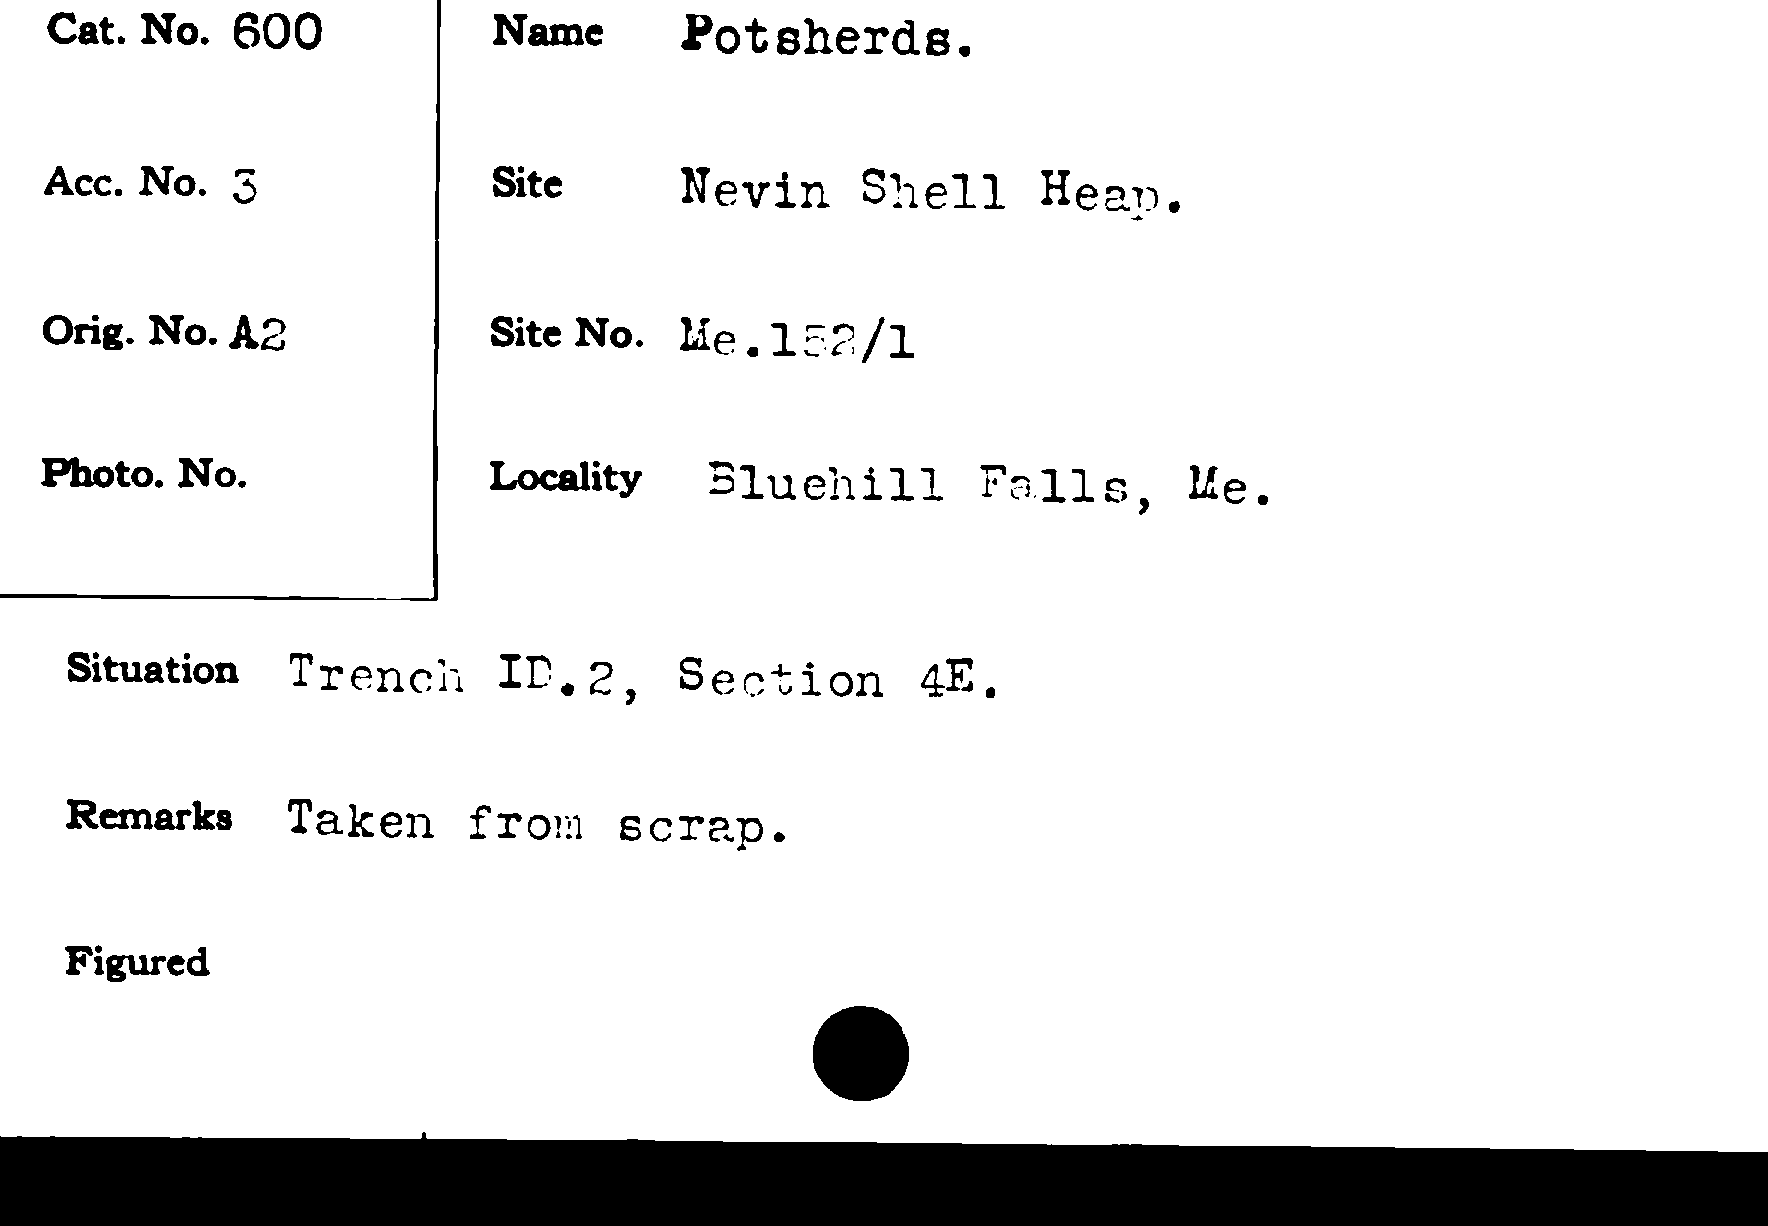 Cat. No. 600
Name Potsherds.
Acc. No. 3
Site Nevin Shell Heap.
Orig. No. A2
Site No. Me.152/1
Photo. No.
Locality Bluehill Falls, Me.
Situation Trench ID.2, Section 4E.
Remarks Taken from scrap.
Figured